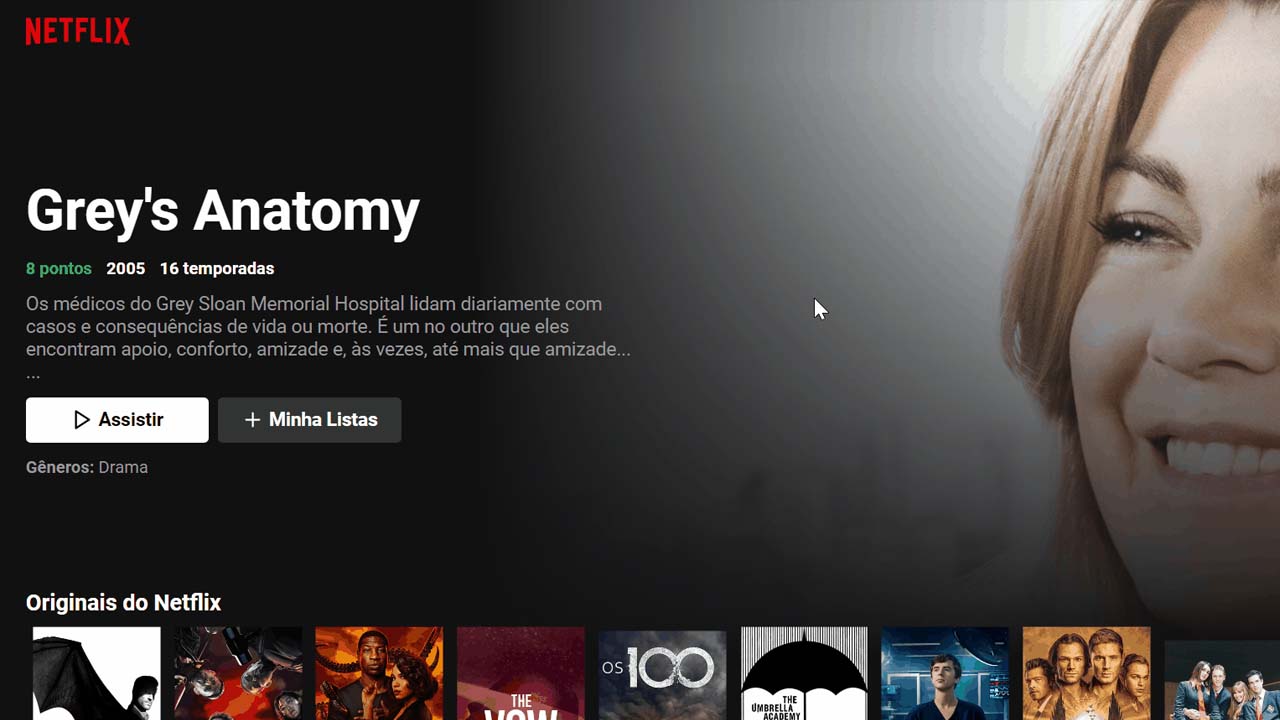 NETFLIX
Grey's Anatomy
8 pontos 2005 16 temporadas
Os médicos do Grey Sloan Memorial Hospital lidam diariamente com
casos e consequências de vida ou morte. É um no outro que eles
encontram apoio, conforto, amizade e, às vezes, até mais que amizade...
...
Assistir
Minha Listas
Gêneros: Drama
Originais do Netflix
THE
VOW
OS 100
THE
UMBRELLA
ACADEMY